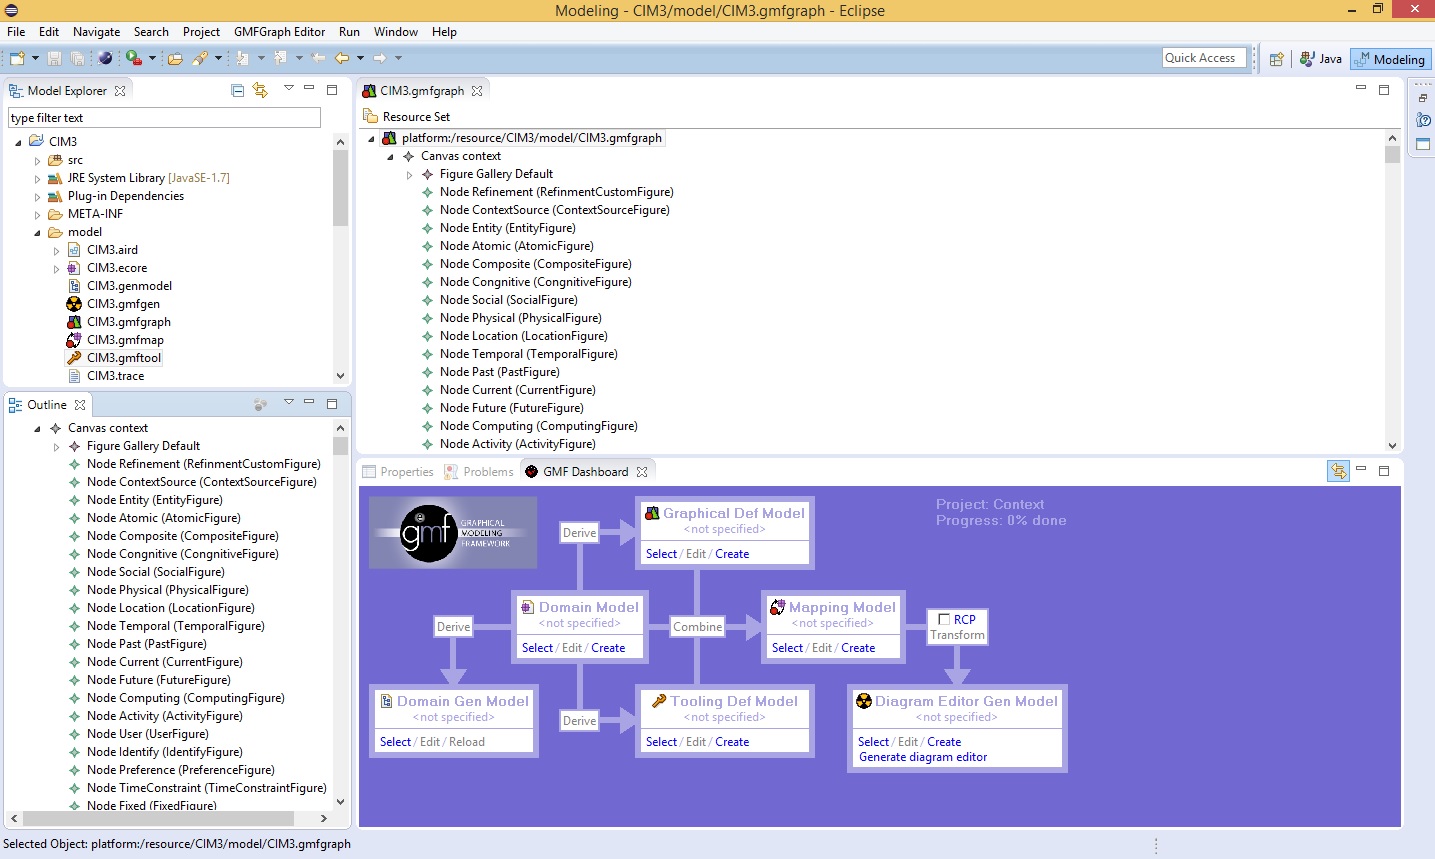 Modeling - CIM3/model/CIM3.gmfgraph - Eclipse
File Edit Navigate Search Project GMFGraph Editor Run Window Help
Quick Access
Java
Modeling
Model Explorer
type filter text
CIM3
src
JRE System Library [JavaSE-1.7]
Plug-in Dependencies
META-INF
model
CIM3.aird
CIM3.ecore
CIM3.genmodel
CIM3.gmfgen
CIM3.gmfgraph
CIM3.gmfmap
CIM3.gmftool
CIM3.trace
Outline
Canvas context
Figure Gallery Default
Node Refinement (RefinmentCustomFigure)
Node ContextSource (ContextSourceFigure)
Node Entity (EntityFigure)
Node Atomic (AtomicFigure)
Node Composite (CompositeFigure)
Node Congnitive (CongnitiveFigure)
Node Social (SocialFigure)
Node Physical (PhysicalFigure)
Node Location (LocationFigure)
Node Temporal (TemporalFigure)
Node Past (PastFigure)
Node Current (CurrentFigure)
Node Future (FutureFigure)
Node Computing (ComputingFigure)
Node Activity (ActivityFigure)
Node User (UserFigure)
Node Identify (IdentifyFigure)
Node Preference (PreferenceFigure)
Node TimeConstraint (TimeConstraintFigure)
Node Fixed (FixedFigure)
CIM3.gmfgraph
Resource Set
platform:/resource/CIM3/model/CIM3.gmfgraph
Canvas context
Figure Gallery Default
Node Refinement (RefinmentCustomFigure)
Node ContextSource (ContextSourceFigure)
Node Entity (EntityFigure)
Node Atomic (AtomicFigure)
Node Composite (CompositeFigure)
Node Congnitive (CongnitiveFigure)
Node Social (SocialFigure)
Node Physical (PhysicalFigure)
Node Location (LocationFigure)
Node Temporal (TemporalFigure)
Node Past (PastFigure)
Node Current (CurrentFigure)
Node Future (FutureFigure)
Node Computing (ComputingFigure)
Node Activity (ActivityFigure)
Properties
Problems
GMF Dashboard
gmf
GRAPHICAL
MODELING
FRAMEWORK
Project: Context
Progress: 0% done
Derive
Graphical Def Model
<not specified>
Select / Edit / Create
Derive
Domain Model
<not specified>
Select / Edit / Create
Combine
Mapping Model
<not specified>
Select / Edit / Create
RCP
Transform
Domain Gen Model
<not specified>
Select / Edit / Reload
Derive
Tooling Def Model
<not specified>
Select / Edit / Create
Diagram Editor Gen Model
<not specified>
Select / Edit / Create
Generate diagram editor
Selected Object: platform:/resource/CIM3/model/CIM3.gmfgraph